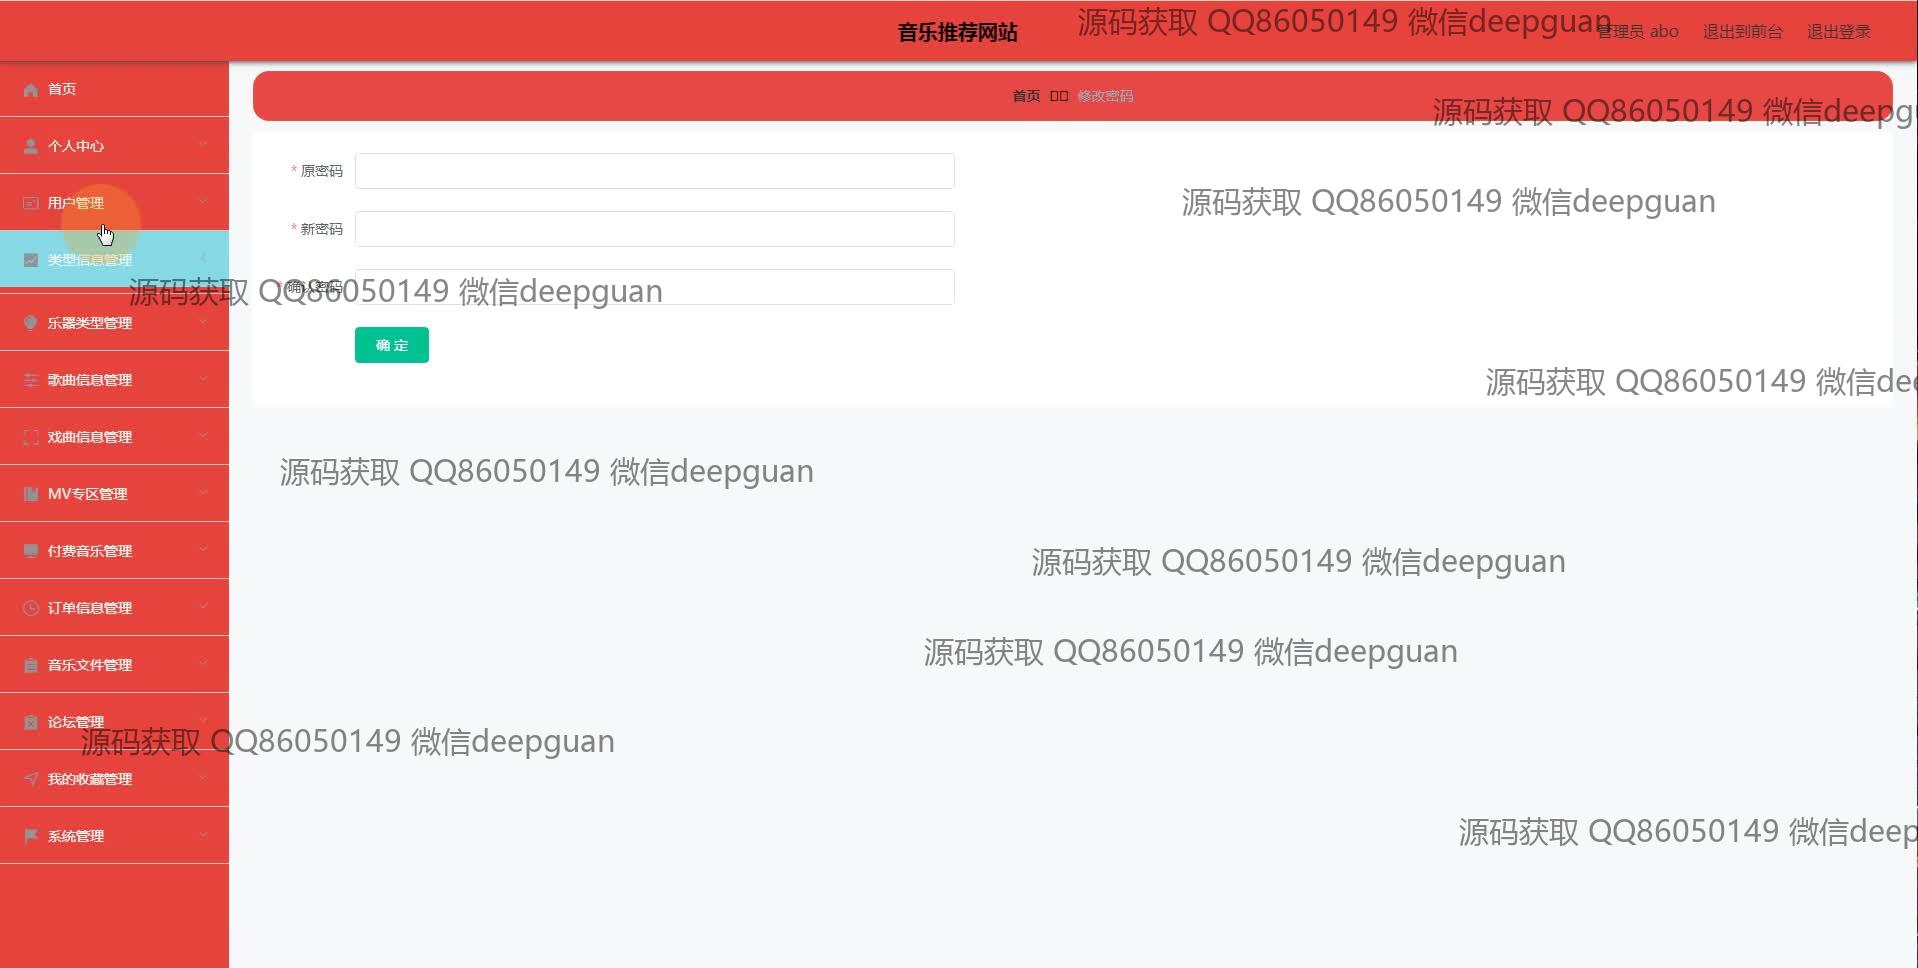 音乐推荐网站
源码获取 QQ86050149 微信deepguan
管理员 abo
退出到前台
退出登录
首页
个人中心
用户管理
类型信息管理
乐器类型管理
歌曲信息管理
戏曲信息管理
MV专区管理
付费音乐管理
订单信息管理
音乐文件管理
论坛管理
我的收藏管理
系统管理
首页 修改密码
源码获取 QQ86050149 微信deepg
* 原密码
源码获取 QQ86050149 微信deepguan
* 新密码
* 确认密码
源码获取 QQ86050149 微信deepguan
确 定
源码获取 QQ86050149 微信dee
源码获取 QQ86050149 微信deepguan
源码获取 QQ86050149 微信deepguan
源码获取 QQ86050149 微信deepguan
源码获取 QQ86050149 微信deepguan
源码获取 QQ86050149 微信deep